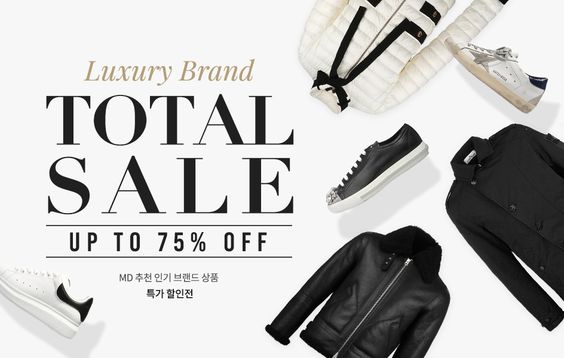 Luxury Brand
TOTAL
SALE
UP TO 75% OFF
MD 추천 인기 브랜드 상품
특가 할인전